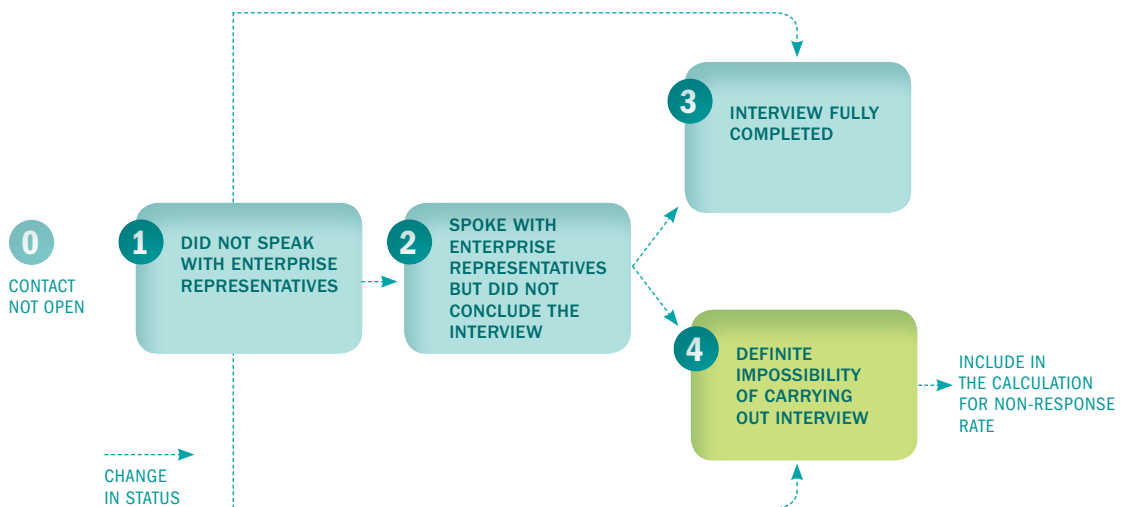 0
CONTACT
NOT OPEN
1
DID NOT SPEAK
WITH ENTERPRISE
REPRESENTATIVES
2
SPOKE WITH
ENTERPRISE
REPRESENTATIVES
BUT DID NOT
CONCLUDE THE
INTERVIEW
3
INTERVIEW FULLY
COMPLETED
4
DEFINITE
IMPOSSIBILITY
OF CARRYING
OUT INTERVIEW
INCLUDE IN
THE CALCULATION
FOR NON-RESPONSE
RATE
CHANGE
IN STATUS